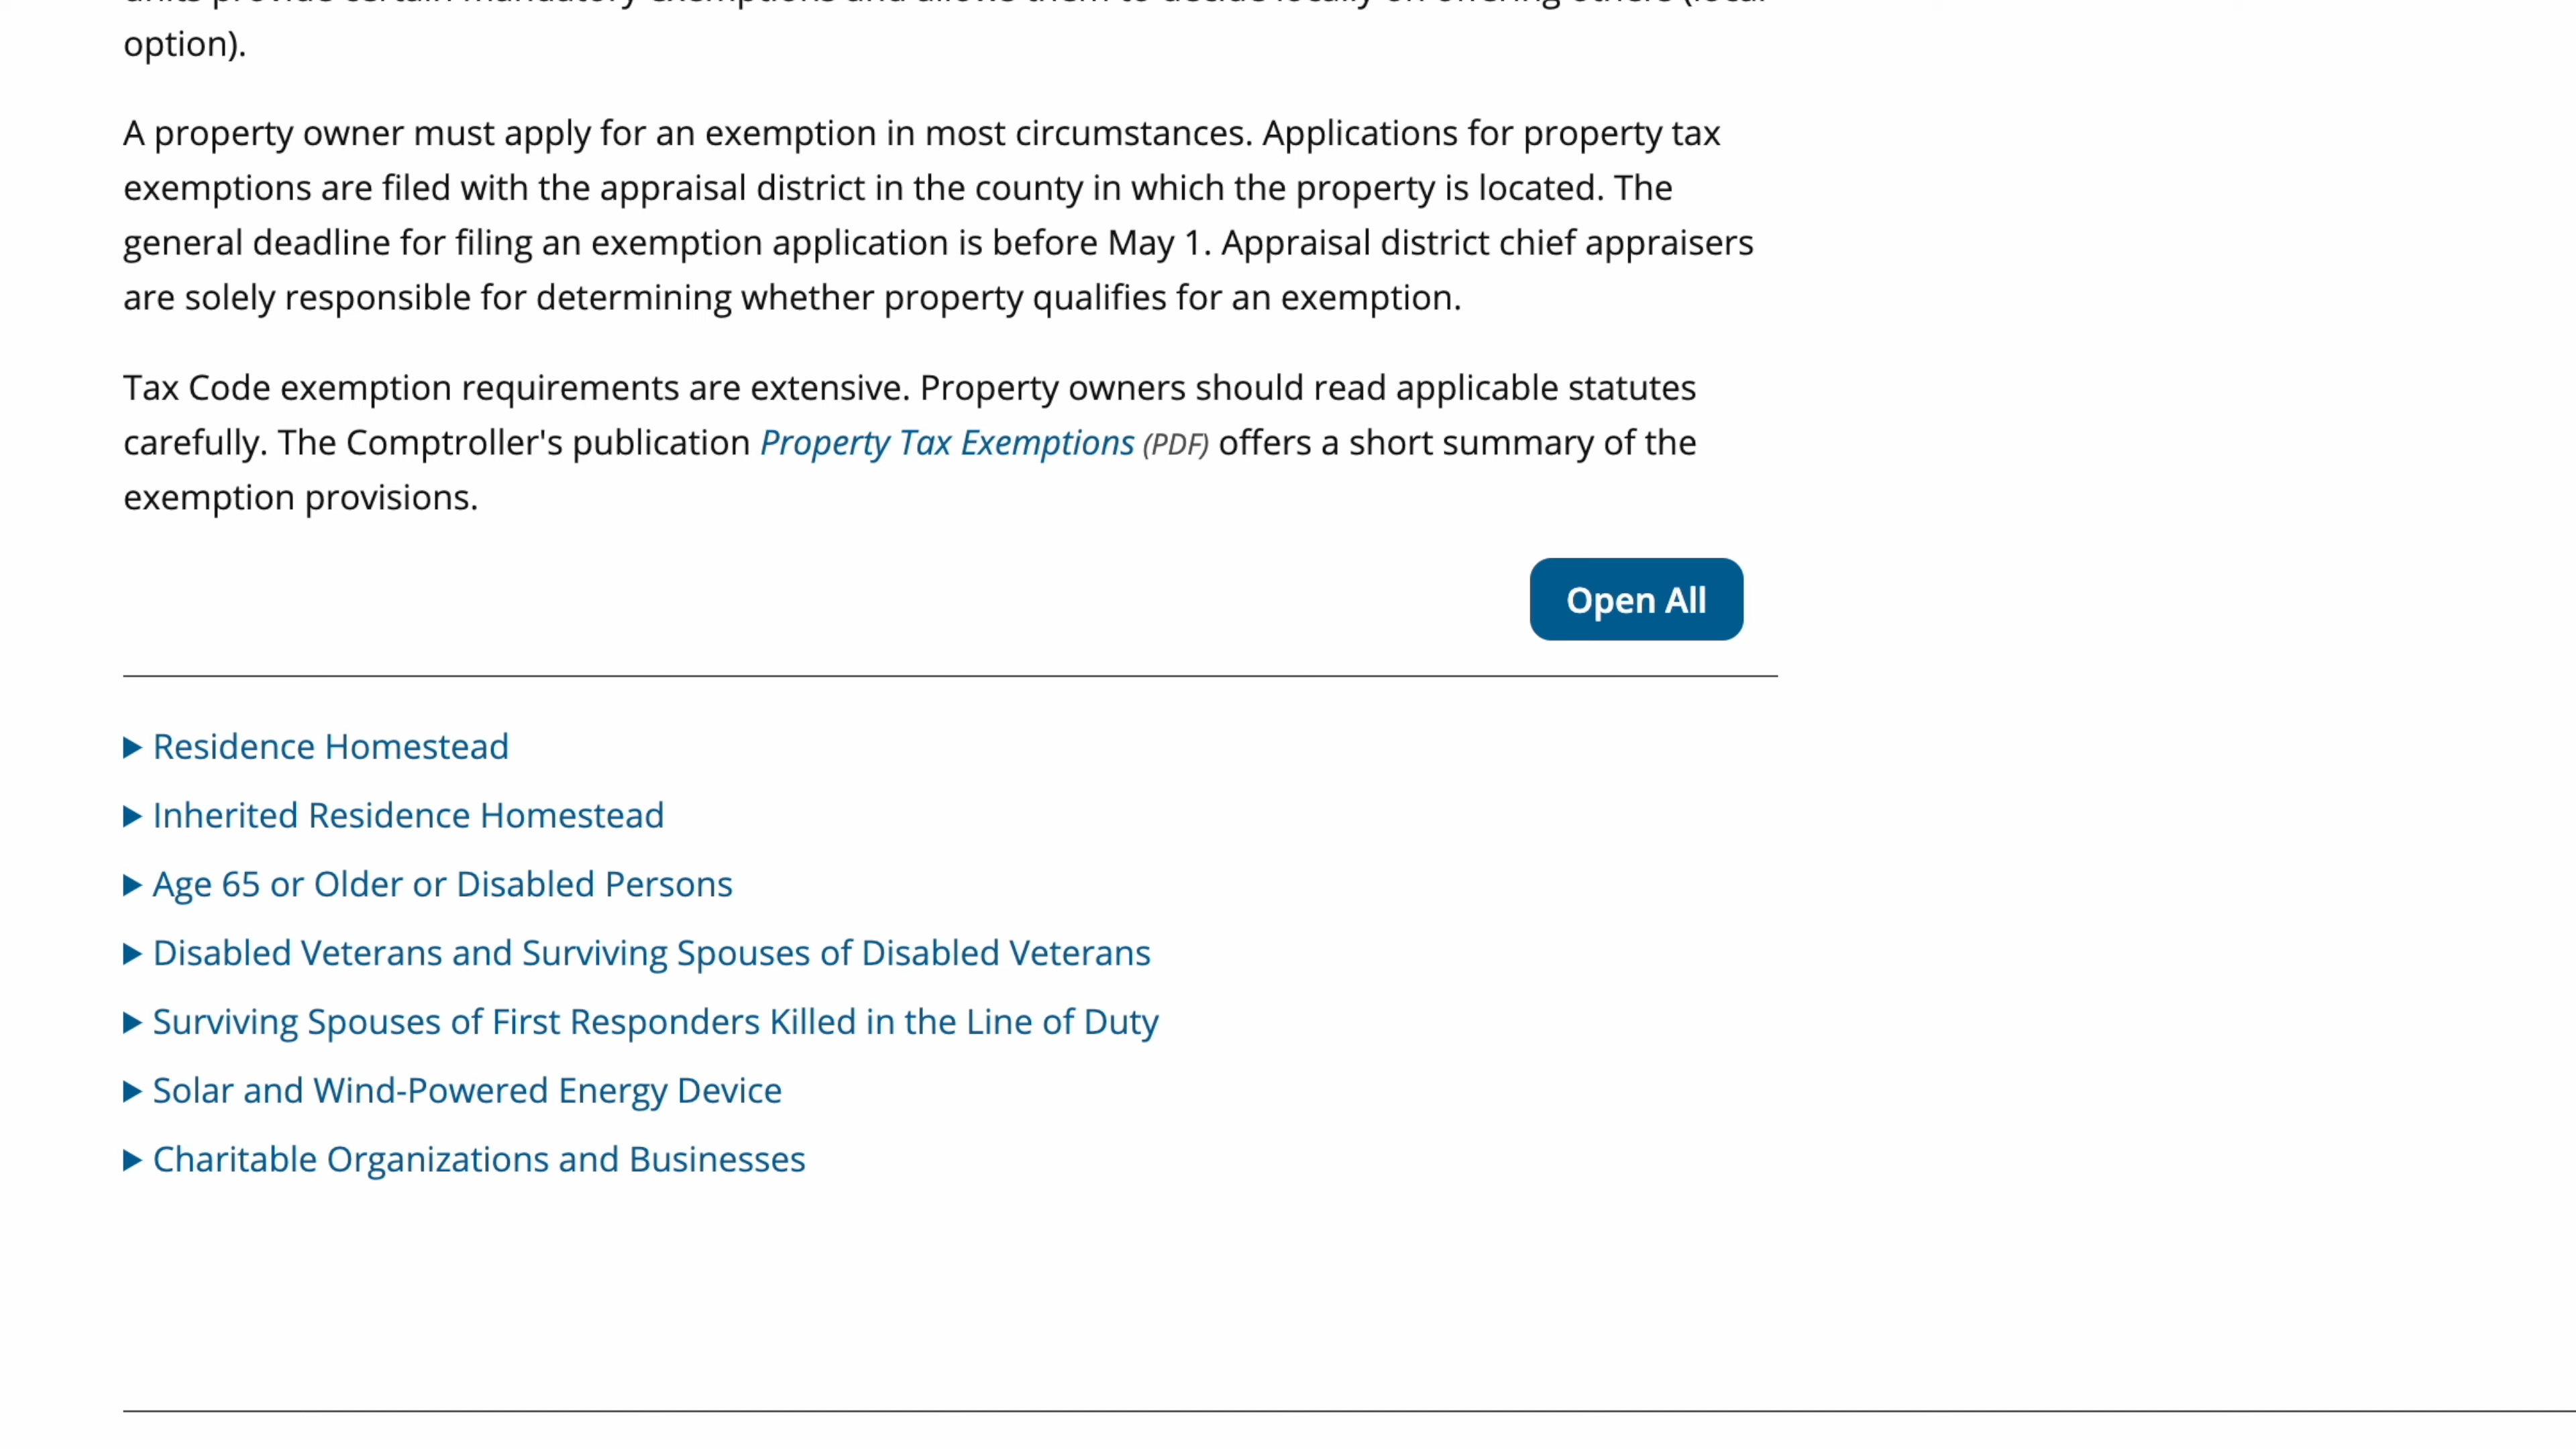 option).
A property owner must apply for an exemption in most circumstances. Applications for property tax
exemptions are filed with the appraisal district in the county in which the property is located. The
general deadline for filing an exemption application is before May 1. Appraisal district chief appraisers
are solely responsible for determining whether property qualifies for an exemption.
Tax Code exemption requirements are extensive. Property owners should read applicable statutes
carefully. The Comptroller's publication Property Tax Exemptions (PDF) offers a short summary of the
exemption provisions.
Open All
Residence Homestead
Inherited Residence Homestead
Age 65 or Older or Disabled Persons
Disabled Veterans and Surviving Spouses of Disabled Veterans
Surviving Spouses of First Responders Killed in the Line of Duty
Solar and Wind-Powered Energy Device
Charitable Organizations and Businesses